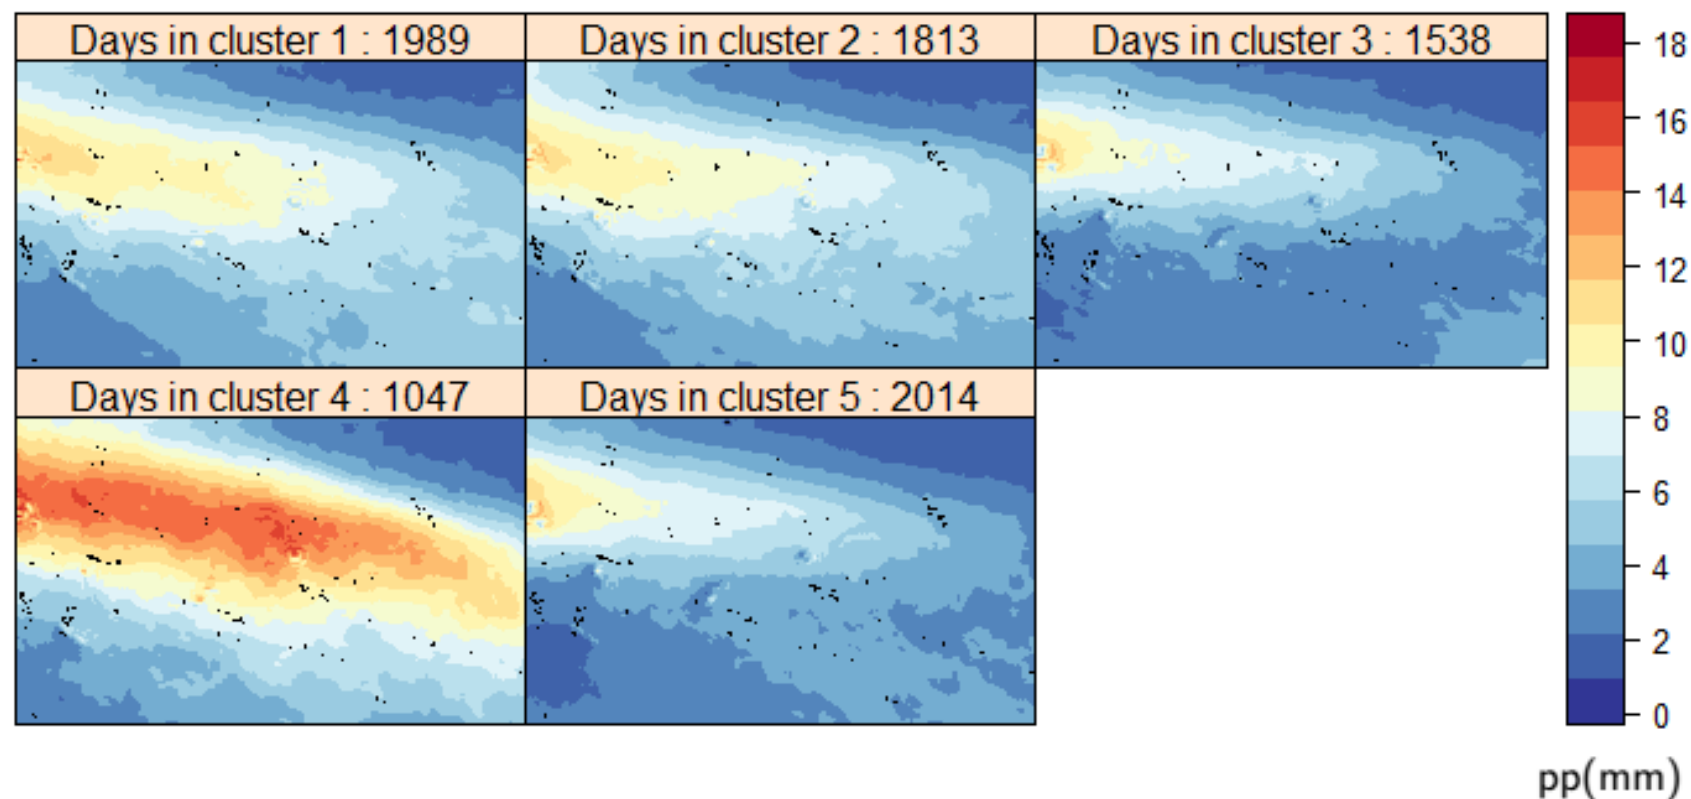 Days in cluster 1 : 1989
Days in cluster 2 : 1813
Days in cluster 3 : 1538
Days in cluster 4 : 1047
Days in cluster 5 : 2014
18
16
14
12
10
8
6
4
2
0
pp(mm)